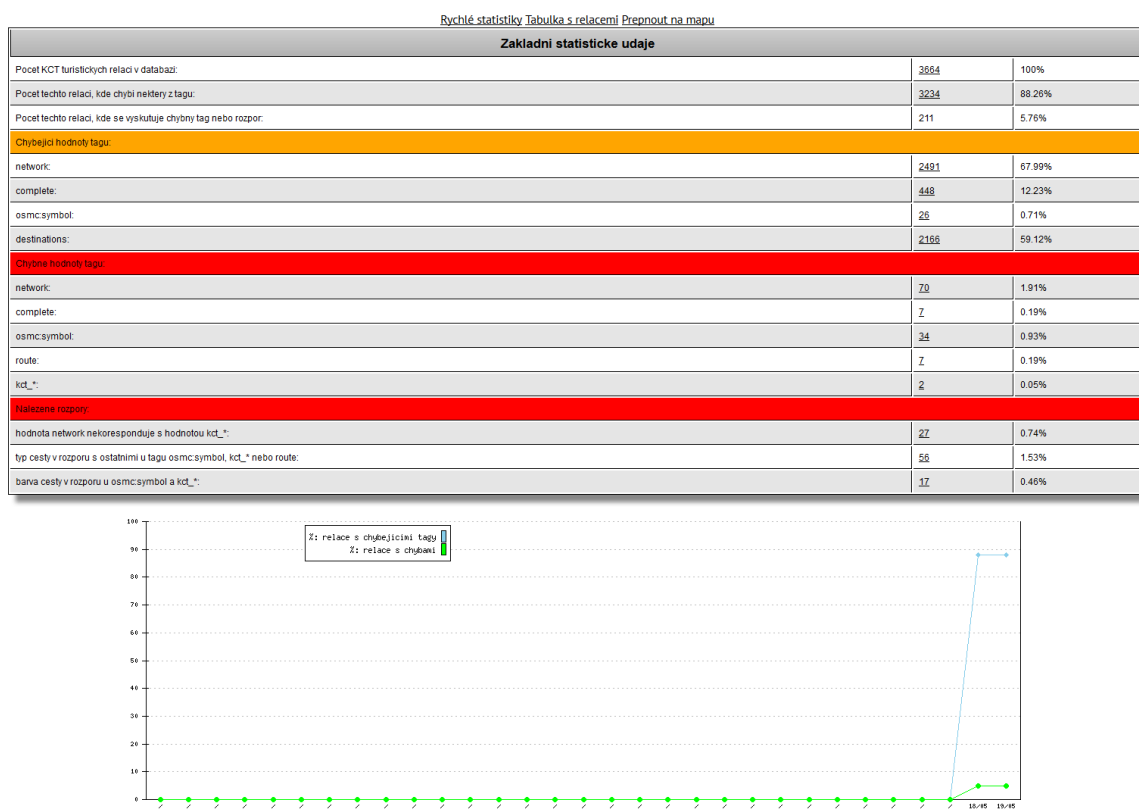 Rychlé statistiky Tabulka s relacemi Prepnout na mapu
Zakladni statisticke udaje
Pocet KCT turistickych relaci v databazi: 3664 100%
Pocet techto relaci, kde chybi nektery z tagu: 3234 88.26%
Pocet techto relaci, kde se vyskutuje chybny tag nebo rozpor: 211 5.76%
Chybejici hodnoty tagu:
network: 2491 67.99%
complete: 448 12.23%
osmc:symbol: 26 0.71%
destinations: 2166 59.12%
Chybne hodnoty tagu:
network: 70 1.91%
complete: 7 0.19%
osmc:symbol: 34 0.93%
route: 7 0.19%
kct_*: 2 0.05%
Nalezene rozpory:
hodnota network nekoresponduje s hodnotou kct_*: 27 0.74%
typ cesty v rozporu s ostatnimi u tagu osmc:symbol, kct_* nebo route: 56 1.53%
barva cesty v rozporu u osmc:symbol a kct_*: 17 0.46%
%: relace s chybejicimi tagy
%: relace s chybami
100
90
80
70
60
50
40
30
20
10
0
/ / / / / / / / / / / / / / / / / / / / / / / / / / / / / 18/05 19/05